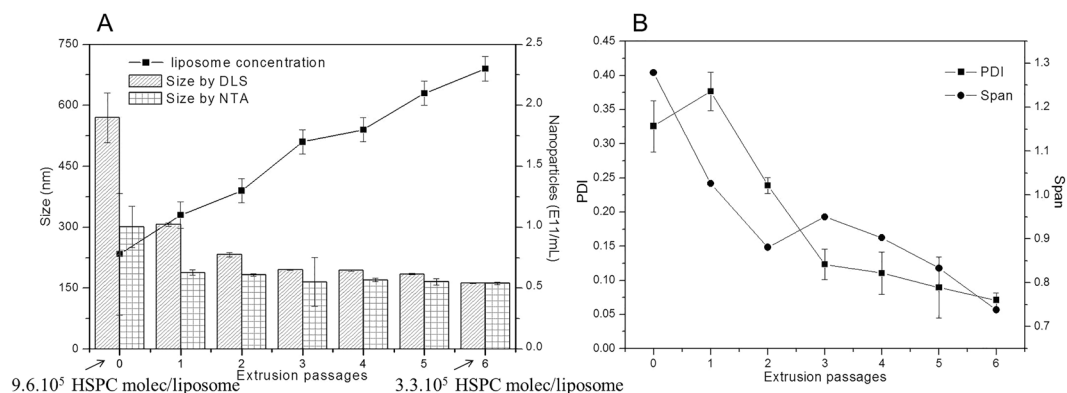 A
750
600
450
300
150
0
Size (nm)
liposome concentration
Size by DLS
Size by NTA
2.5
2.0
1.5
1.0
0.5
0.0
Nanoparticles (E11/mL)
0 1 2 3 4 5 6
Extrusion passages
9.6.10⁵ HSPC molec/liposome
3.3.10⁵ HSPC molec/liposome
B
0.45
0.40
0.35
0.30
0.25
0.20
0.15
0.10
0.05
0.00
PDI
PDI
Span
1.3
1.2
1.1
1.0
0.9
0.8
0.7
Span
0 1 2 3 4 5 6
Extrusion passages